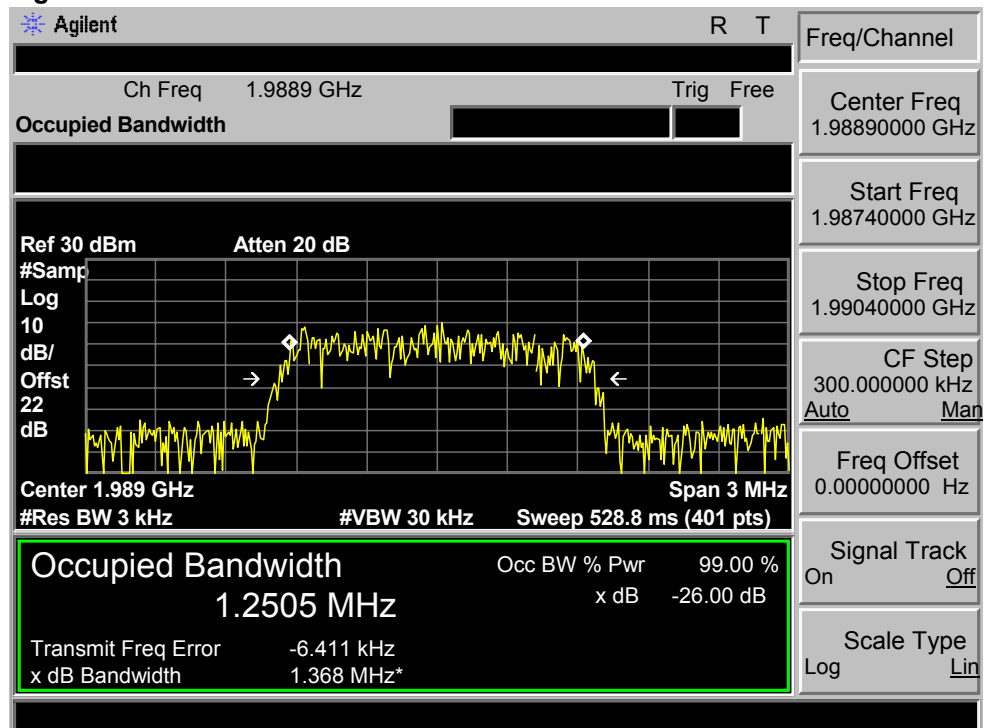 Agilent
R T
Freq/Channel
Ch Freq 1.9889 GHz
Trig Free
Occupied Bandwidth
Center Freq
1.98890000 GHz
Start Freq
1.98740000 GHz
Ref 30 dBm
Atten 20 dB
#Samp
Log
10
dB/
Offst
22
dB
Stop Freq
1.99040000 GHz
CF Step
300.000000 kHz
Auto Man
Freq Offset
0.00000000 Hz
Center 1.989 GHz
Span 3 MHz
#Res BW 3 kHz
#VBW 30 kHz
Sweep 528.8 ms (401 pts)
Occupied Bandwidth
1.2505 MHz
Occ BW % Pwr 99.00 %
x dB -26.00 dB
Transmit Freq Error -6.411 kHz
x dB Bandwidth 1.368 MHz*
Signal Track
On Off
Scale Type
Log Lin